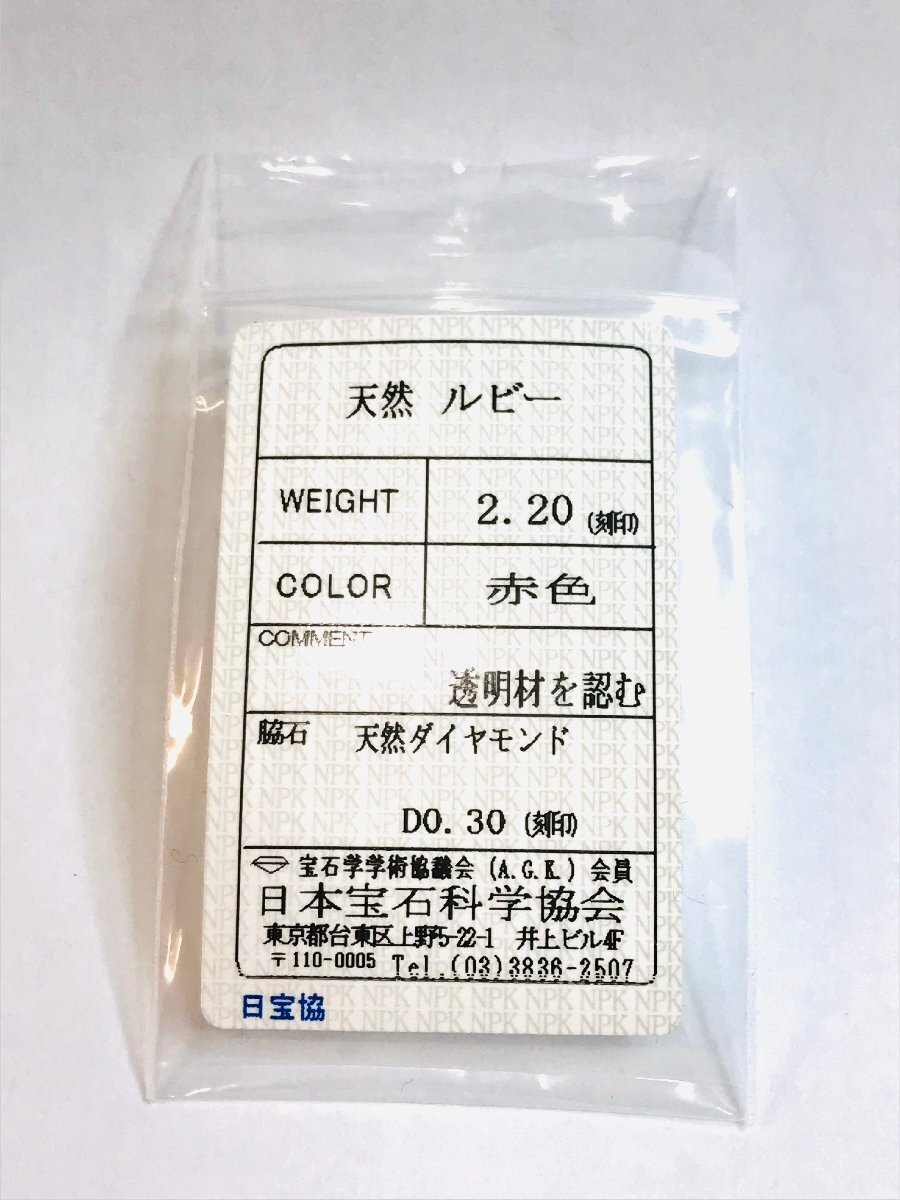 天然 ルビー
WEIGHT 2.20 (刻印)
COLOR 赤色
COMMENT
透明材を認む
脇石 天然ダイヤモンド
D0.30 (刻印)
宝石学学術協議会 (A.G.K.) 会員
日本宝石科学協会
東京都台東区上野5-22-1 井上ビル4F
〒110-0005 Tel.(03)3836-2507
日宝協
NPK